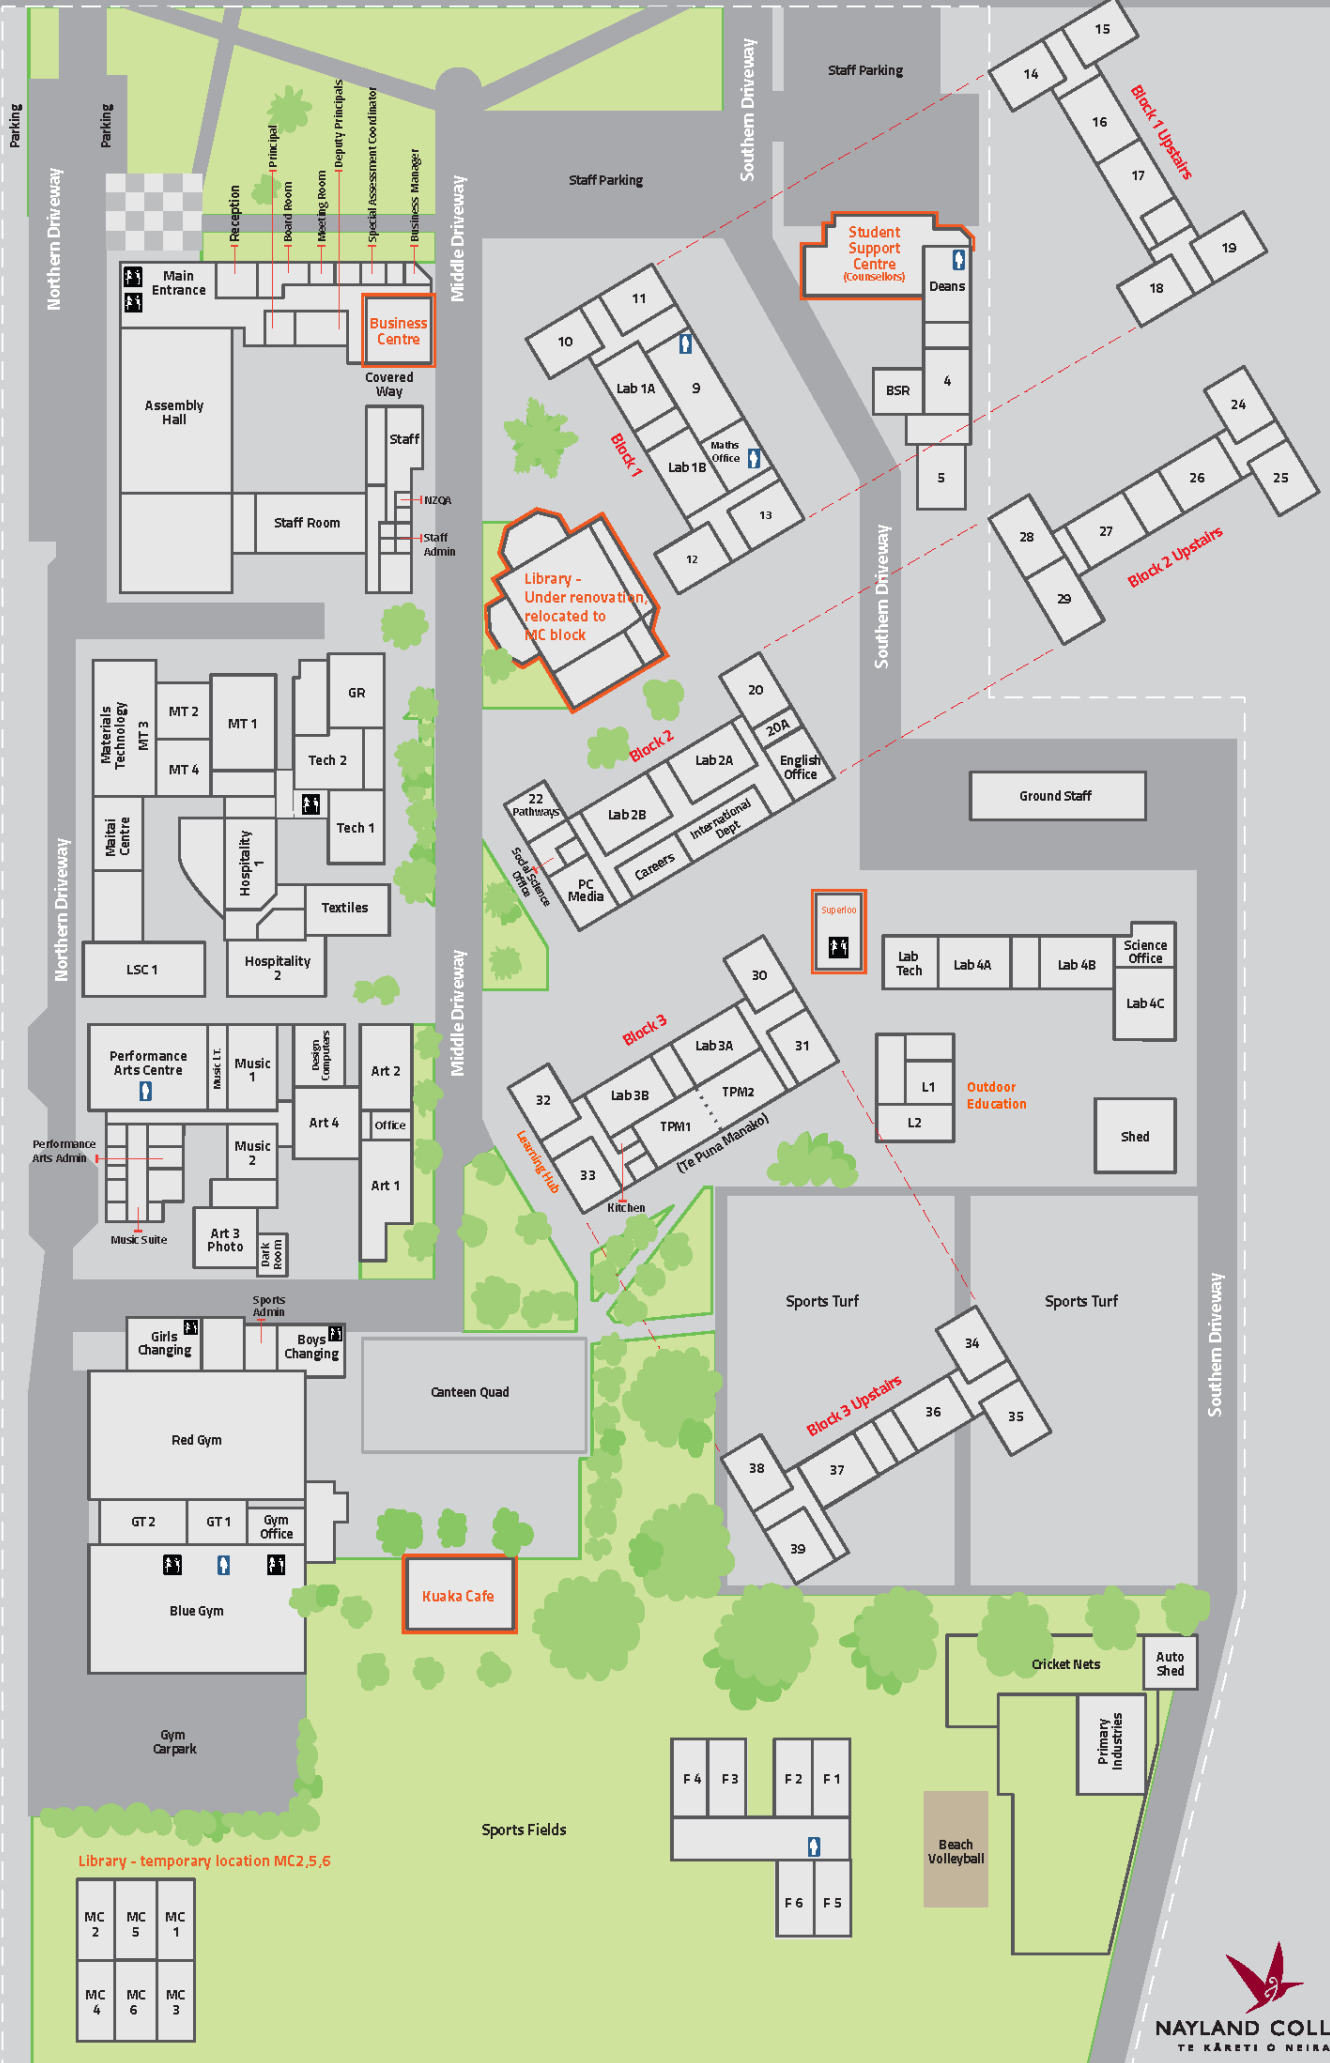 15
14
Block 1 Upstairs
16
17
19
18
Staff Parking
Southern Driveway
Parking
Parking
Northern Driveway
Principal
Deputy Principals
Special Assessment Coordinator
Business Manager
Reception
Board Room
Meeting Room
Middle Driveway
Staff Parking
Student
Support
Centre
(Counsellors)
Deans
Main
Entrance
Business
Centre
Covered
Way
11
10
Lab 1A
9
Block 1
Maths
Office
Lab 1B
13
12
BSR
4
5
24
26
25
28
27
29
Block 2 Upstairs
Assembly
Hall
Staff
NZQA
Staff Room
Staff
Admin
Southern Driveway
Library -
Under renovation,
relocated to
MC block
20
20A
English
Office
Block 2
Lab 2A
Lab 2B
22
Pathways
International
Dept
Careers
Social Science
Office
PC
Media
Materials
Technology
MT 3
MT 2
MT 1
MT 4
GR
Tech 2
Tech 1
Maitai
Centre
Hospitality
1
Textiles
LSC 1
Hospitality
2
Northern Driveway
Middle Driveway
Ground Staff
Superloo
Lab
Tech
Lab 4A
Lab 4B
Science
Office
Lab 4C
30
Block 3
Lab 3A
31
Lab 3B
TPM2
32
TPM1
(Te Puna Manako)
33
Learning Hub
Kitchen
L1
L2
Outdoor
Education
Shed
Performance
Arts Centre
Music LT.
Music
1
Design
Computers
Art 2
Art 4
Office
Performance
Arts Admin
Music
2
Art 1
Music Suite
Art 3
Photo
Dark
Room
Sports
Admin
Girls
Changing
Boys
Changing
Canteen Quad
Red Gym
GT 2
GT 1
Gym
Office
Blue Gym
Kuaka Cafe
Sports Turf
Sports Turf
Southern Driveway
34
Block 3 Upstairs
36
35
38
37
39
Gym
Carpark
Cricket Nets
Auto
Shed
Primary
Industries
F 4
F 3
F 2
F 1
F 6
F 5
Sports Fields
Beach
Volleyball
Library - temporary location MC2,5,6
MC
2
MC
5
MC
1
MC
4
MC
6
MC
3
NAYLAND COLL
TE KĀRETI Ō NEIRA